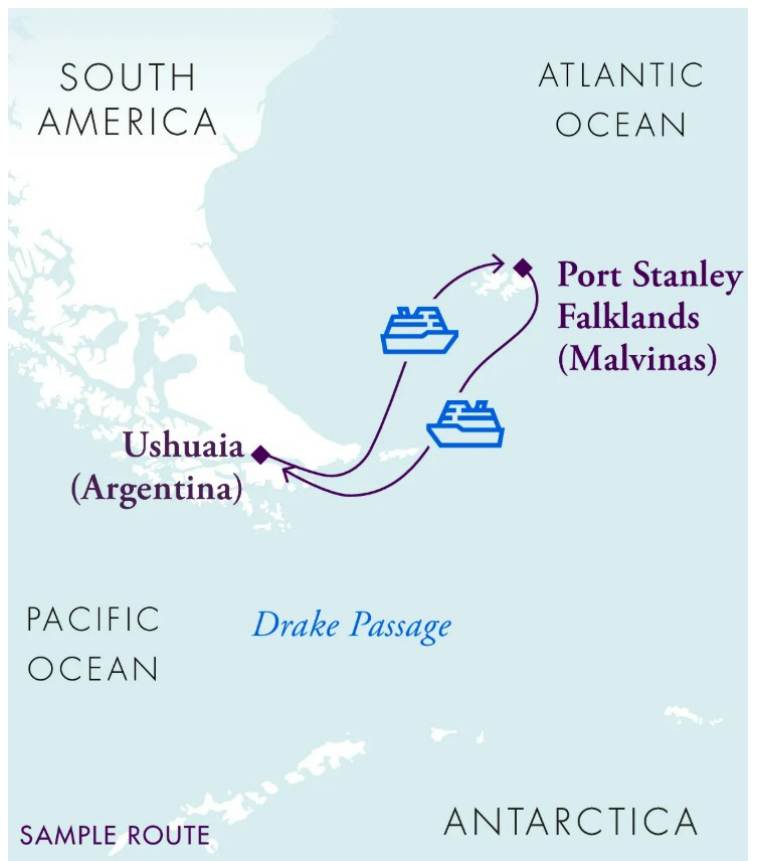 SOUTH
AMERICA
ATLANTIC
OCEAN
Port Stanley
Falklands
(Malvinas)
Ushuaia
(Argentina)
PACIFIC
OCEAN
Drake Passage
ANTARCTICA
SAMPLE ROUTE